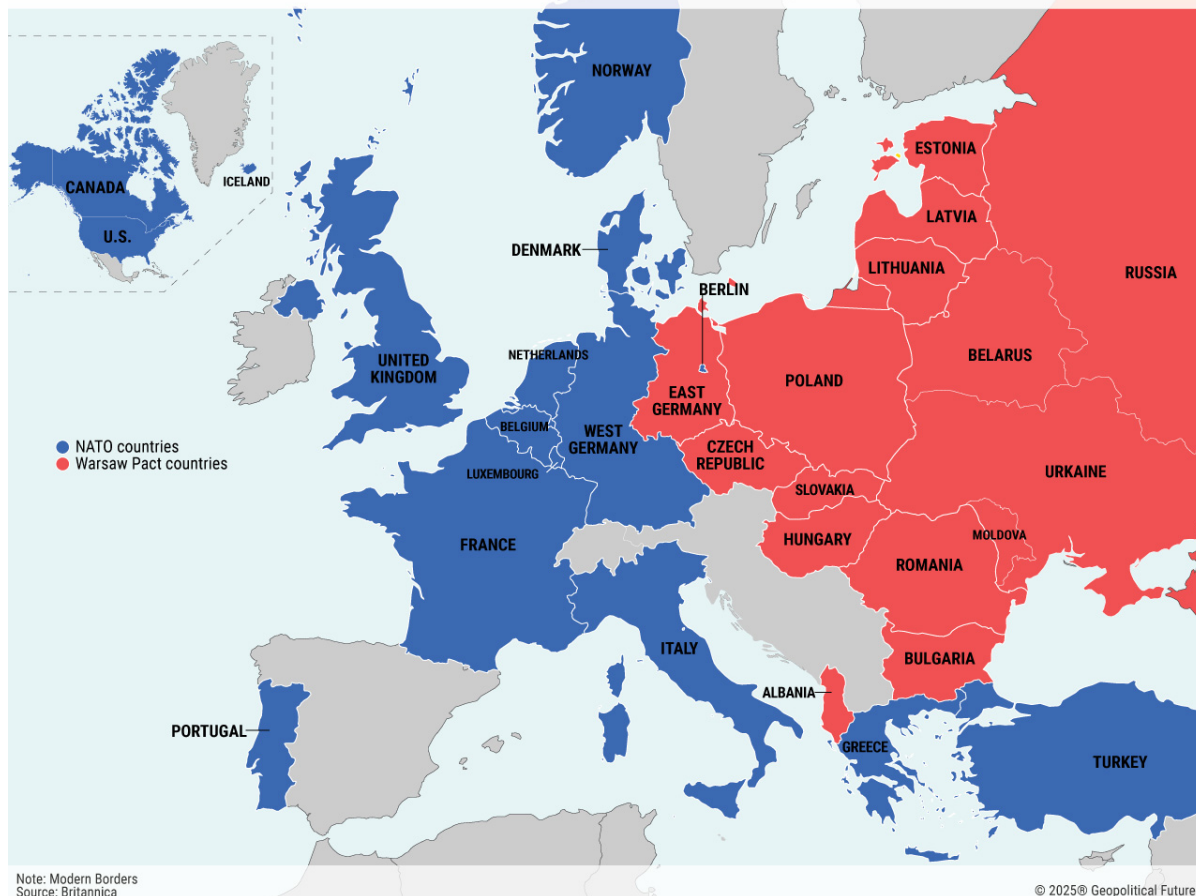 NORWAY
CANADA
ICELAND
U.S.
ESTONIA
LATVIA
DENMARK
LITHUANIA
RUSSIA
BERLIN
NETHERLANDS
UNITED
KINGDOM
BELARUS
POLAND
EAST
GERMANY
BELGIUM
WEST
GERMANY
NATO countries
Warsaw Pact countries
CZECH
REPUBLIC
LUXEMBOURG
URKAINE
SLOVAKIA
FRANCE
HUNGARY
MOLDOVA
ROMANIA
ITALY
BULGARIA
ALBANIA
PORTUGAL
GREECE
TURKEY
Note: Modern Borders
Source: Britannica
© 2025® Geopolitical Future